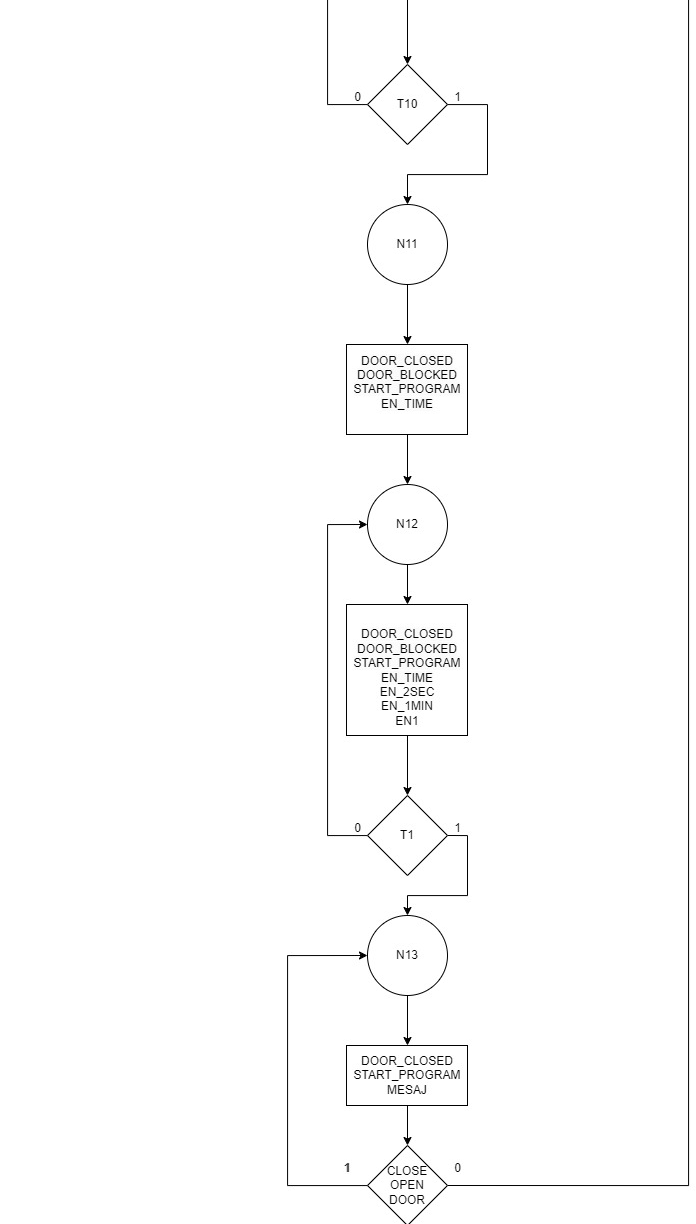 0
T10
1
N11
DOOR_CLOSED
DOOR_BLOCKED
START_PROGRAM
EN_TIME
N12
DOOR_CLOSED
DOOR_BLOCKED
START_PROGRAM
EN_TIME
EN_2SEC
EN_1MIN
EN1
0
T1
1
N13
DOOR_CLOSED
START_PROGRAM
MESAJ
1
0
CLOSE
OPEN
DOOR